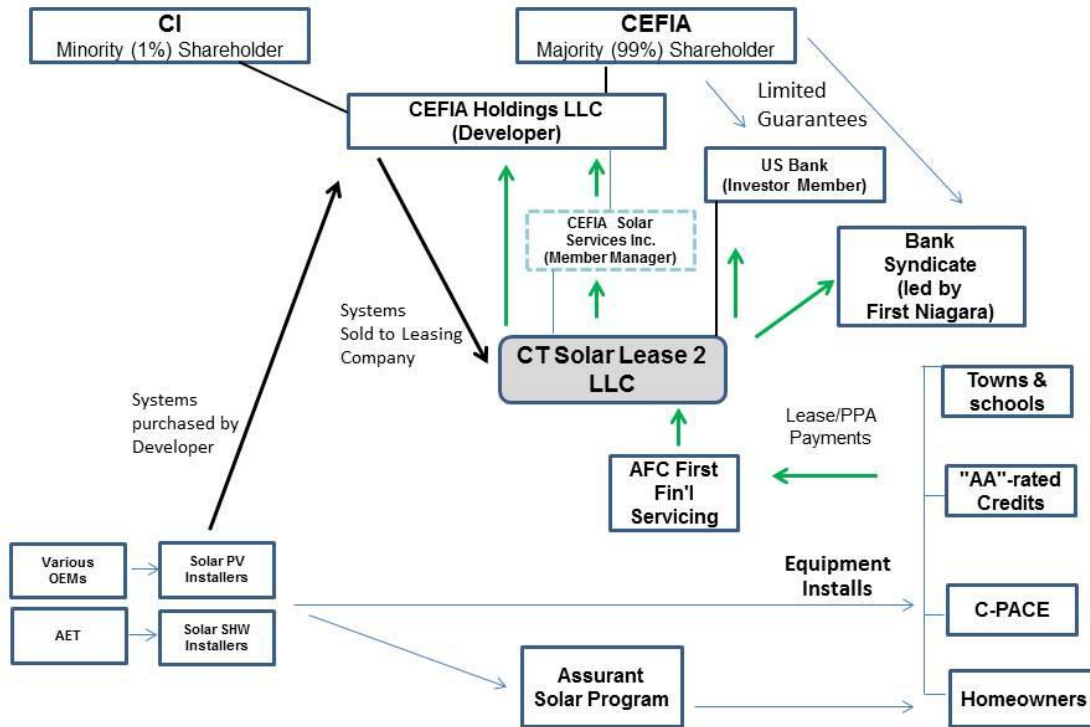 CI
Minority (1%) Shareholder
CEFIA
Majority (99%) Shareholder
CEFIA Holdings LLC
(Developer)
Limited
Guarantees
US Bank
(Investor Member)
CEFIA Solar
Services Inc.
(Member Manager)
Bank
Syndicate
(led by
First Niagara)
Systems
Sold to Leasing
Company
CT Solar Lease 2
LLC
Systems
purchased by
Developer
Lease/PPA
Payments
Towns &
schools
AFC First
Fin'l
Servicing
"AA"-rated
Credits
Various
OEMs
Solar PV
Installers
Equipment
Installs
C-PACE
AET
Solar SHW
Installers
Assurant
Solar Program
Homeowners